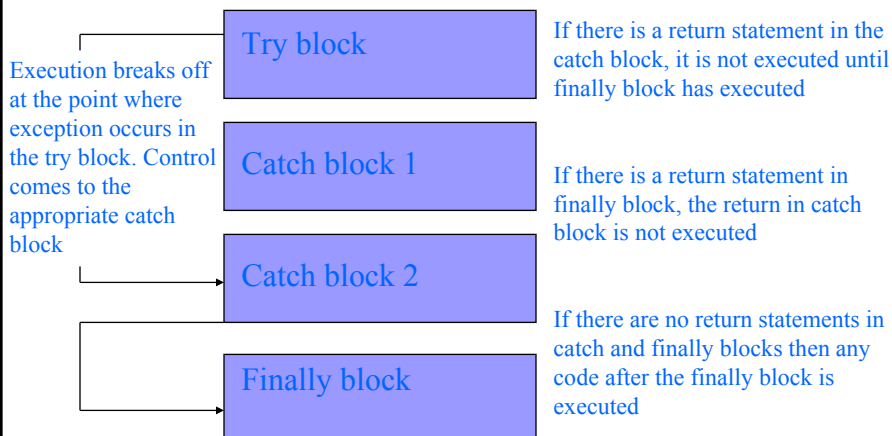 Try block
Execution breaks off
at the point where
exception occurs in
the try block. Control
comes to the
appropriate catch
block
Catch block 1
Catch block 2
Finally block
If there is a return statement in the
catch block, it is not executed until
finally block has executed
If there is a return statement in
finally block, the return in catch
block is not executed
If there are no return statements in
catch and finally blocks then any
code after the finally block is
executed